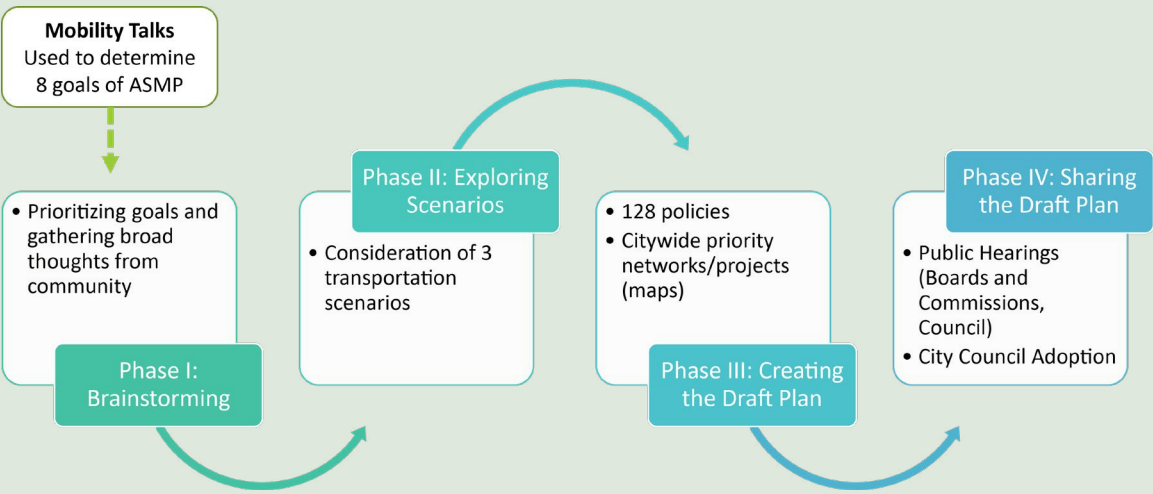 Mobility Talks
Used to determine
8 goals of ASMP
• Prioritizing goals and
gathering broad
thoughts from
community
Phase I:
Brainstorming
Phase II: Exploring
Scenarios
• Consideration of 3
transportation
scenarios
• 128 policies
• Citywide priority
networks/projects
(maps)
Phase III: Creating
the Draft Plan
Phase IV: Sharing
the Draft Plan
• Public Hearings
(Boards and
Commissions,
Council)
• City Council Adoption